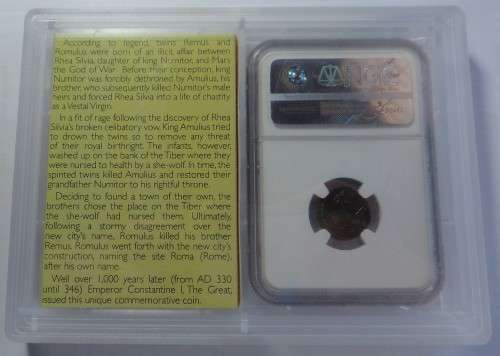 According to legend, twins Remus and
Romulus were born of an illicit affair between
Rhea Silvia, daughter of king Numitor, and Mars
the God of War. Before their conception, king
Numitor was forcibly dethroned by Amulius, his
brother, who subsequently killed Numitor's male
heirs and forced Rhea Silvia into a life of chastity
as a Vestal Virgin.
In a fit of rage following the discovery of Rhea
Silvia's broken celibatory vow, King Amulius tried
to drown the twins so to remove any threat
of their royal birthright. The infants, however,
washed up on the bank of the Tiber where they
were nursed to health by a she-wolf. In time, the
spirited twins killed Amulius and restored their
grandfather Numitor to his rightful throne.
Deciding to found a town of their own, the
brothers chose the place on the Tiber where
the she-wolf had nursed them. Ultimately,
following a stormy disagreement over the
new city's name, Romulus killed his brother
Remus. Romulus went forth with the new city's
construction, naming the site Roma (Rome),
after his own name.
Well over 1,000 years later (from AD 330
until 346) Emperor Constantine I, The Great,
issued this unique commemorative coin.
NGC